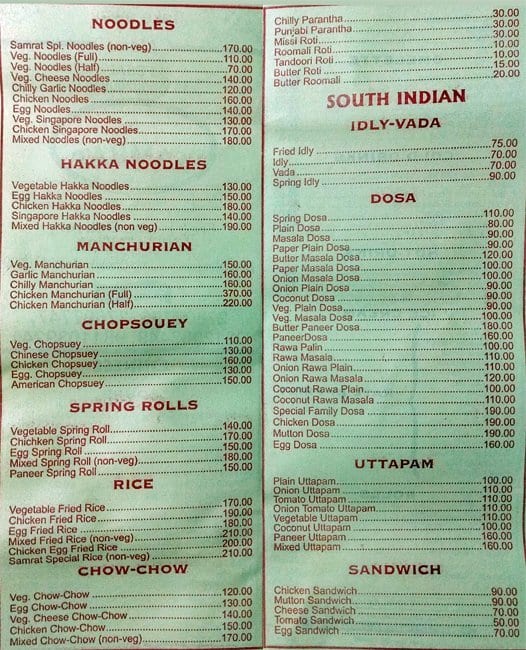 NOODLES
Samrat Spl. Noodles (non-veg) 170.00
Veg. Noodles (Full) 110.00
Veg. Noodles (Half) 70.00
Veg. Cheese Noodles 140.00
Chilly Garlic Noodles 120.00
Chicken Noodles 160.00
Egg Noodles 140.00
Veg. Singapore Noodles 130.00
Chicken Singapore Noodles 170.00
Mixed Noodles (non-veg) 180.00
HAKKA NOODLES
Vegetable Hakka Noodles 130.00
Egg Hakka Noodles 150.00
Chicken Hakka Noodles 180.00
Singapore Hakka Noodles 140.00
Mixed Hakka Noodles (non veg) 190.00
MANCHURIAN
Veg. Manchurian 150.00
Garlic Manchurian 160.00
Chilly Manchurian 160.00
Chicken Manchurian (Full) 370.00
Chicken Manchurian (Half) 220.00
CHOPSOUEY
Veg. Chopsuey 110.00
Chinese Chopsuey 130.00
Chicken Chopsuey 160.00
Egg. Chopsuey 130.00
American Chopsuey 150.00
SPRING ROLLS
Vegetable Spring Roll 140.00
Chichken Spring Roll 170.00
Egg Spring Roll 150.00
Mixed Spring Roll (non-veg) 180.00
Paneer Spring Roll 150.00
RICE
Vegetable Fried Rice 170.00
Chicken Fried Rice 190.00
Egg Fried Rice 180.00
Mixed Fried Rice (non-veg) 210.00
Chicken Egg Fried Rice 200.00
Samrat Special Rice (non-veg) 210.00
CHOW-CHOW
Veg. Chow-Chow 120.00
Egg Chow-Chow 130.00
Veg. Cheese Chow-Chow 140.00
Chicken Chow-Chow 150.00
Mixed Chow-Chow (non-veg) 170.00
Chilly Parantha 30.00
Punjabi Parantha 30.00
Missi Roti 30.00
Roomali Roti 10.00
Tandoori Roti 10.00
Butter Roti 15.00
Butter Roomali 20.00
SOUTH INDIAN
IDLY-VADA
Fried Idly 75.00
Idly 70.00
Vada 70.00
Spring Idly 90.00
DOSA
Spring Dosa 110.00
Plain Dosa 80.00
Masala Dosa 90.00
Paper Plain Dosa 90.00
Butter Masala Dosa 120.00
Paper Masala Dosa 100.00
Onion Masala Dosa 100.00
Onion Plain Dosa 90.00
Coconut Dosa 90.00
Veg. Plain Dosa 90.00
Veg. Masala Dosa 100.00
Butter Paneer Dosa 180.00
PaneerDosa 160.00
Rawa Palin 100.00
Rawa Masala 110.00
Onion Rawa Plain 110.00
Onion Rawa Masala 120.00
Coconut Rawa Plain 100.00
Coconut Rawa Masala 110.00
Special Family Dosa 190.00
Chicken Dosa 190.00
Mutton Dosa 190.00
Egg Dosa 160.00
UTTAPAM
Plain Uttapam 100.00
Onion Uttapam 110.00
Tomato Uttapam 110.00
Onion Tomato Uttapam 110.00
Vegetable Uttapam 110.00
Coconut Uttapam 100.00
Paneer Uttapam 160.00
Mixed Uttapam 160.00
SANDWICH
Chicken Sandwich 90.00
Mutton Sandwich 90.00
Cheese Sandwich 70.00
Tomato Sandwich 50.00
Egg Sandwich 70.00